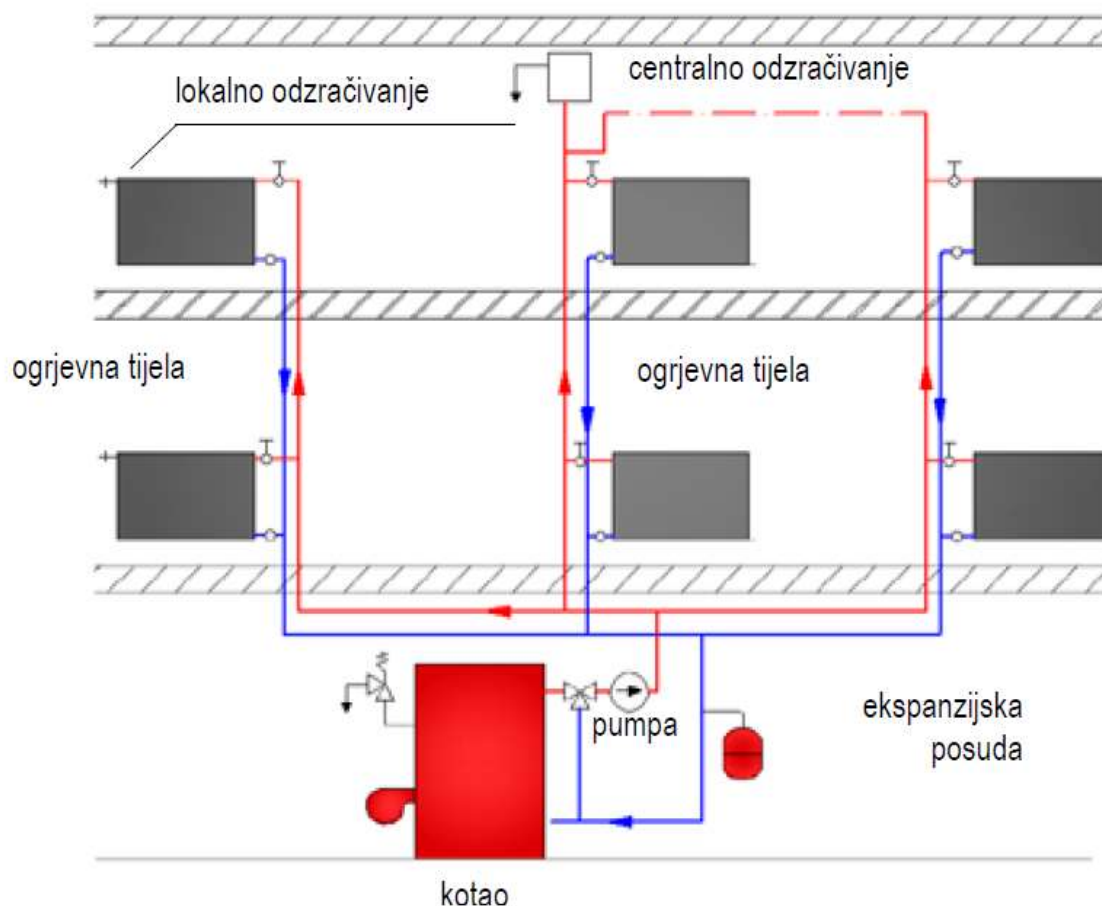 centralno odzračivanje
lokalno odzračivanje
ogrjevna tijela
ogrjevna tijela
pumpa
ekspanzijska
posuda
kotao